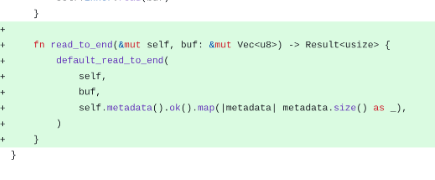 }
+
+ fn read_to_end(&mut self, buf: &mut Vec<u8>) -> Result<usize> {
+ default_read_to_end(
+ self,
+ buf,
+ self.metadata().ok().map(|metadata| metadata.size() as _),
+ )
+ }
}